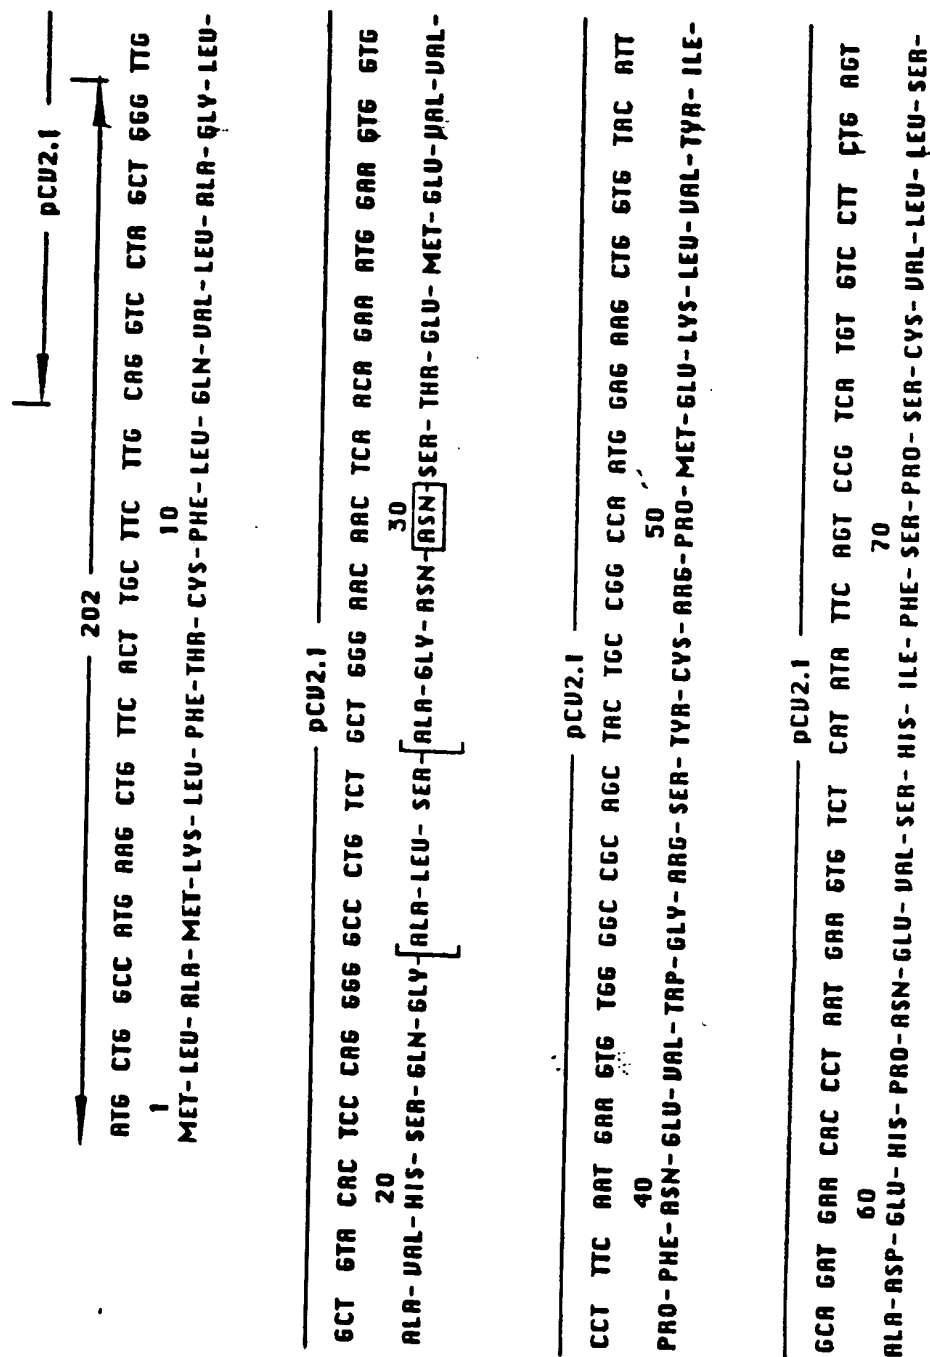 pCV2.1
202
ATG CTG GCC ATG AAG CTG TTC ACT TGC TTC TTG CAG GTC CTA GCT GGG TTG
1 10
MET-LEU-ALA-MET-LYS-LEU-PHE-THR-CYS-PHE-LEU-GLN-VAL-LEU-ALA-GLY-LEU-
pCV2.1
GCT GTA CAC TCC CAG GGG GCC CTG TCT GCT GGG AAC AAC TCA ACA GAA ATG GAA GTG GTG
20 30
ALA-VAL-HIS-SER-GLN-GLY-ALA-LEU-SER-ALA-GLY-ASN-ASN-SER-THR-GLU-MET-GLU-VAL-VAL-
pCV2.1
CCT TTC AAT GAA GTG TGG GGC CGC AGC TAC TGC CGG CCA ATG GAG AAG CTG GTG TAC ATT
40 50
PRO-PHE-ASN-GLU-VAL-TRP-GLY-ARG-SER-TYR-CYS-ARG-PRO-MET-GLU-LYS-LEU-VAL-TYR-ILE-
pCV2.1
GCA GAT GAA CAC CCT AAT GAA GTG TCT CAT ATA TTC AGT CCG TCA TGT GTC CTT CTG AGT
60 70
ALA-ASP-GLU-HIS-PRO-ASN-GLU-VAL-SER-HIS-ILE-PHE-SER-PRO-SER-CYS-VAL-LEU-LEU-SER-